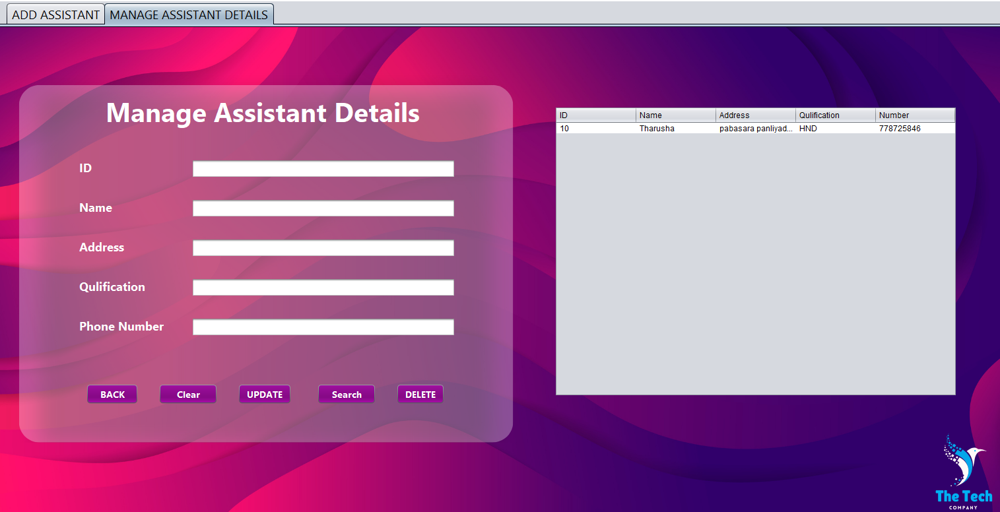 ADD ASSISTANT MANAGE ASSISTANT DETAILS
Manage Assistant Details
ID
Name
Address
Qulification
Phone Number
BACK Clear UPDATE Search DELETE
ID Name Address Qulification Number
10 Tharusha pabasara panliyad... HND 778725846
The Tech
COMPANY